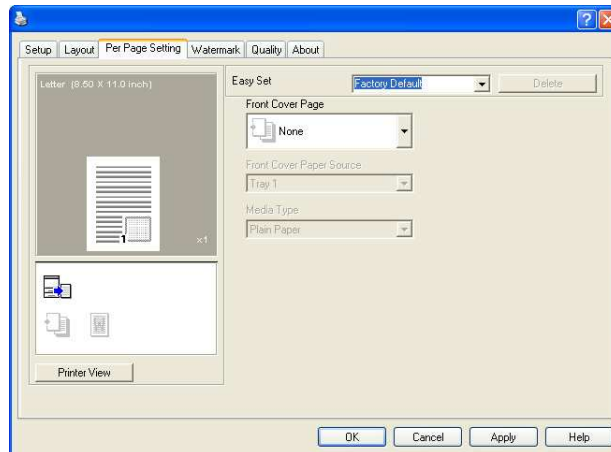 Setup Layout Per Page Setting Watermark Quality About
Letter (8.50 X 11.0 inch)
1
x1
Printer View
Easy Set Factory Default Delete
Front Cover Page
None
Front Cover Paper Source
Tray 1
Media Type
Plain Paper
OK Cancel Apply Help